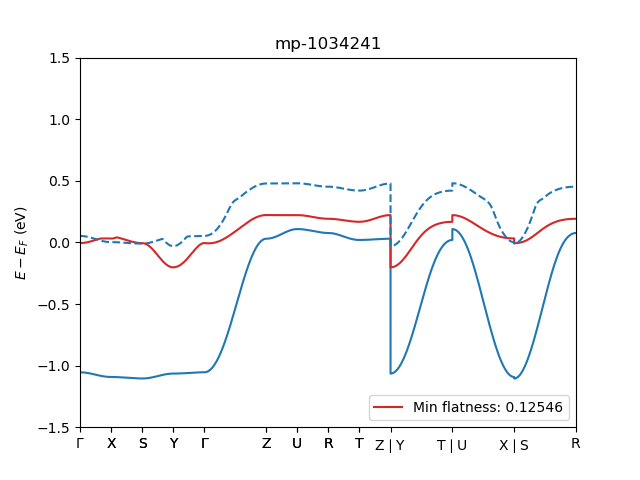 mp-1034241
E − E_F (eV)
1.5
1.0
0.5
0.0
−0.5
−1.0
−1.5
Min flatness: 0.12546
Γ X S Y Γ Z U R T Z | Y T | U X | S R